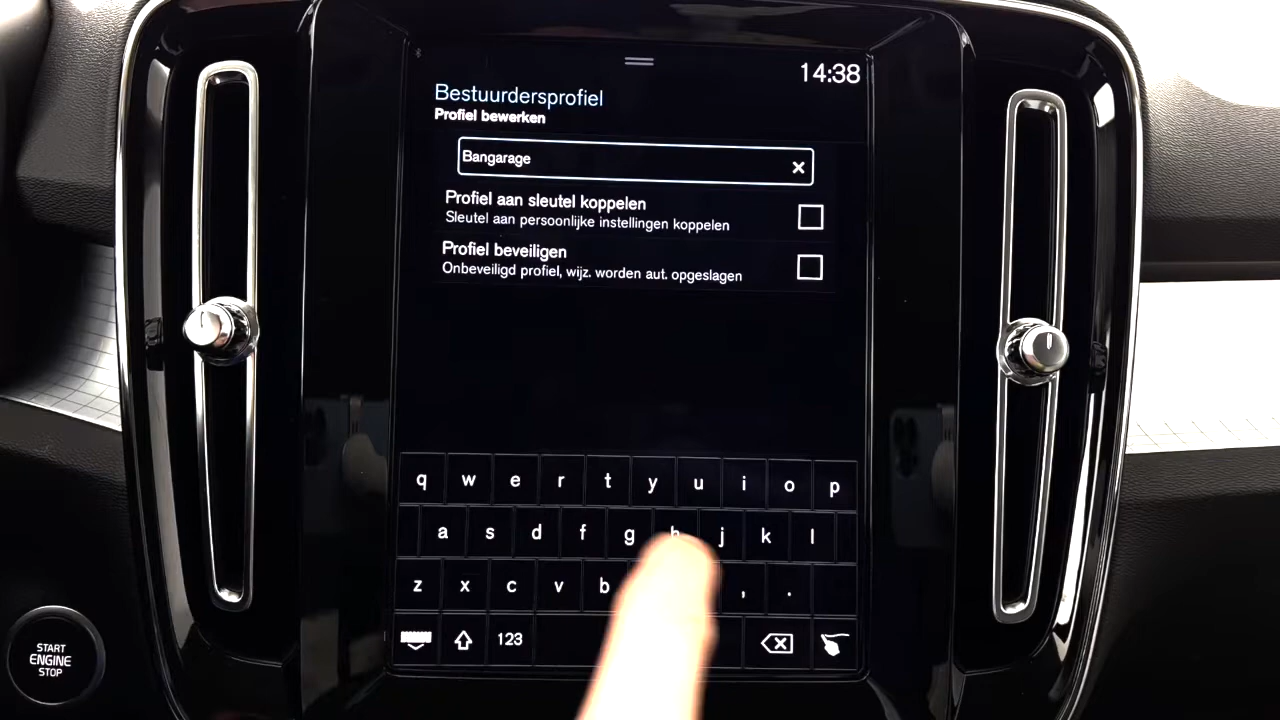 14:38
Bestuurdersprofiel
Profiel bewerken
Bangarage
Profiel aan sleutel koppelen
Sleutel aan persoonlijke instellingen koppelen
Profiel beveiligen
Onbeveiligd profiel, wijz. worden aut. opgeslagen
q w e r t y u i o p
a s d f g h j k l
z x c v b , .
123
START
ENGINE
STOP